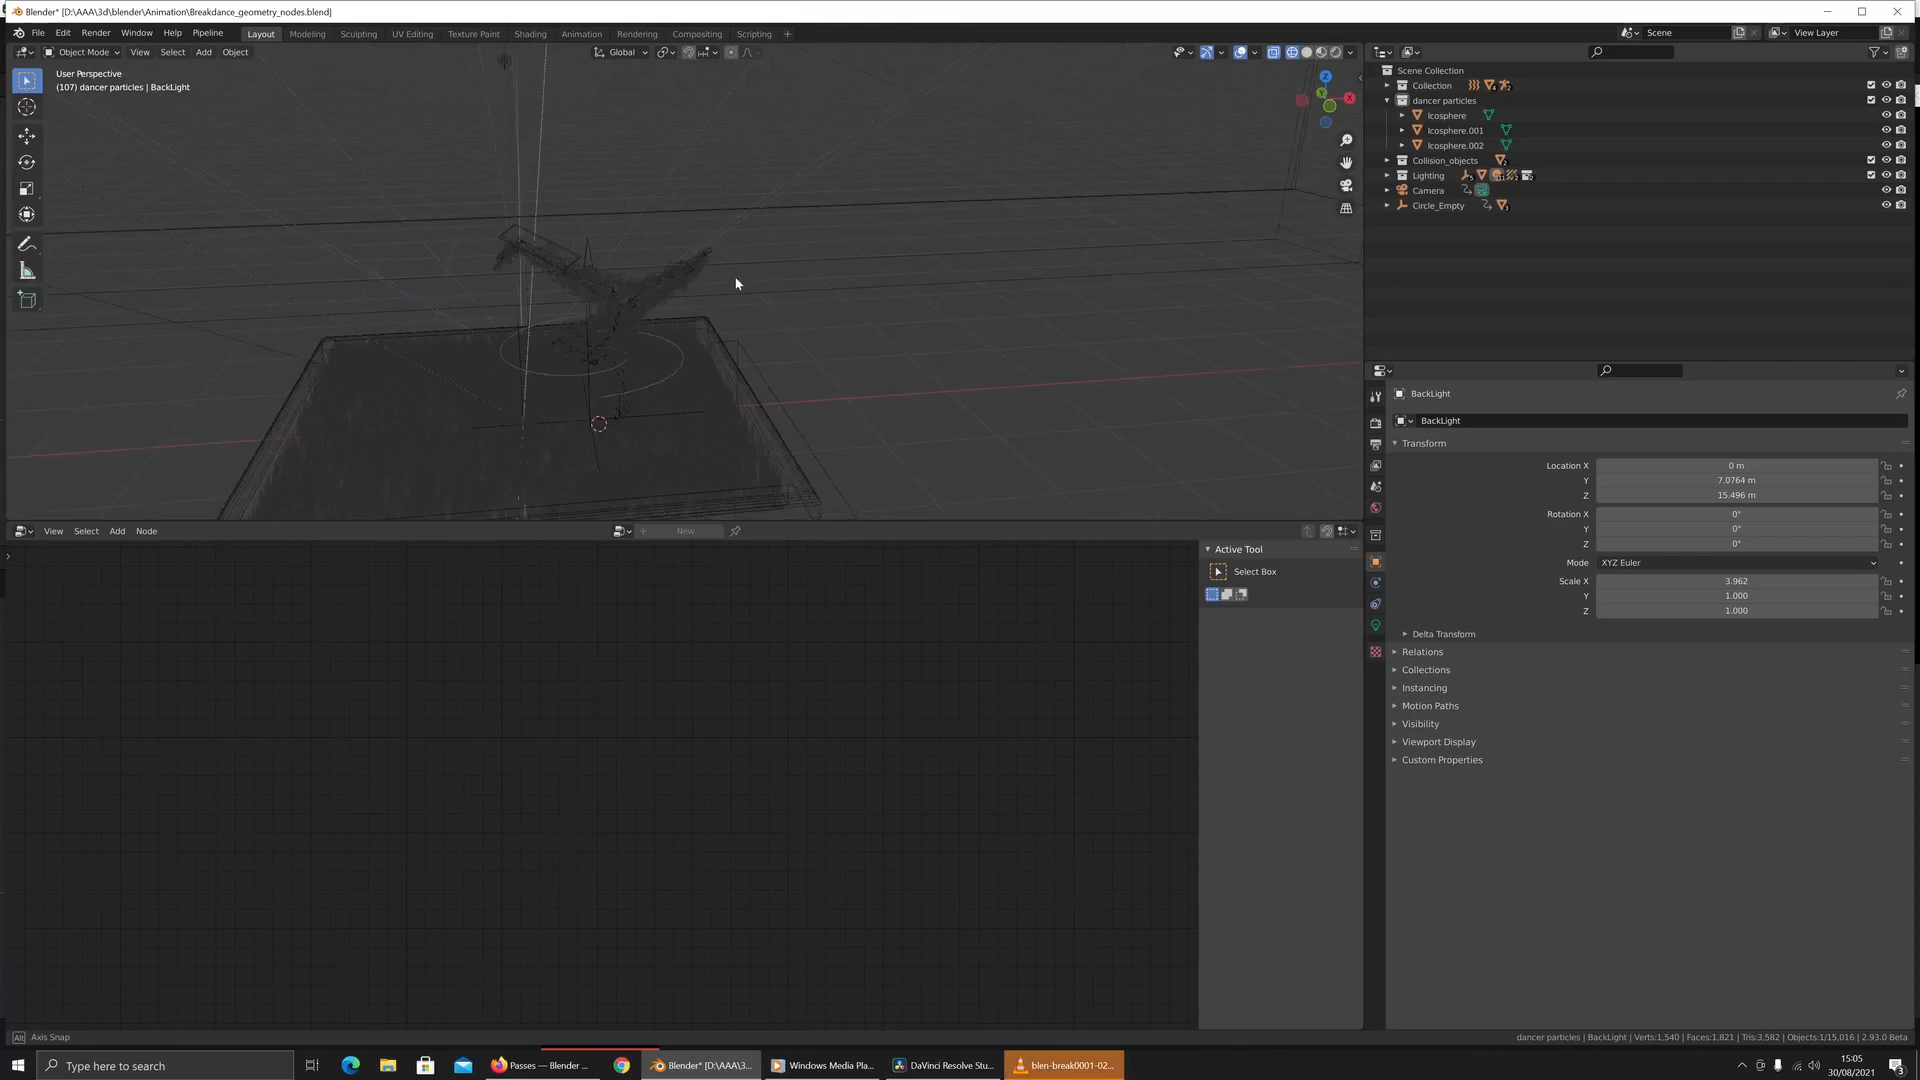 Blender* [D:\AAA\3d\blender\Animation\Breakdance_geometry_nodes.blend]
File Edit Render Window Help Pipeline Layout Modeling Sculpting UV Editing Texture Paint Shading Animation Rendering Compositing Scripting + Scene View Layer
Object Mode View Select Add Object Global
User Perspective
(107) dancer particles | BackLight
Z
X
Y
Scene Collection
Collection
dancer particles
Icosphere
Icosphere.001
Icosphere.002
Collision_objects
Lighting
Camera
Circle_Empty
BackLight
BackLight
Transform
Location X 0 m
Y 7.0764 m
Z 15.496 m
Rotation X 0°
Y 0°
Z 0°
Mode XYZ Euler
Scale X 3.962
Y 1.000
Z 1.000
Delta Transform
Relations
Collections
Instancing
Motion Paths
Visibility
Viewport Display
Custom Properties
View Select Add Node + New
Active Tool
Select Box
Alt Axis Snap
dancer particles | BackLight | Verts:1,540 | Faces:1,821 | Tris:3,582 | Objects:1/15,016 | 2.93.0 Beta
Type here to search
Passes — Blender ...
Blender* [D:\AAA\3...
Windows Media Pla...
DaVinci Resolve Stu...
blen-break0001-02...
15:05
30/08/2021
3